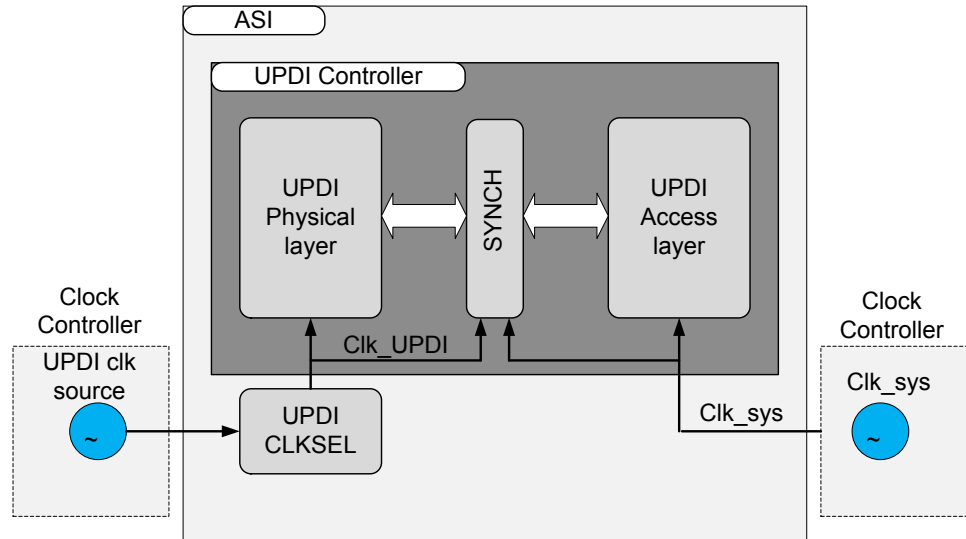 ASI
UPDI Controller
UPDI
Physical
layer
SYNCH
UPDI
Access
layer
Clock
Controller
UPDI clk
source
~
Clk_UPDI
UPDI
CLKSEL
Clk_sys
Clock
Controller
Clk_sys
~